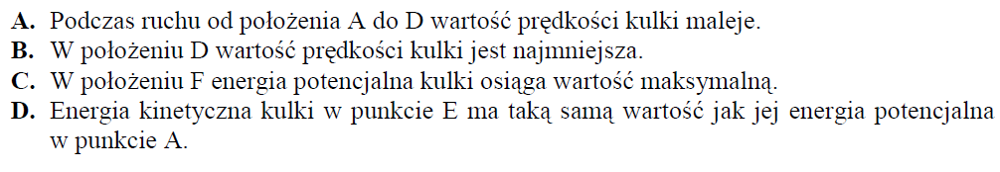 A. Podczas ruchu od położenia A do D wartość prędkości kulki maleje.
B. W położeniu D wartość prędkości kulki jest najmniejsza.
C. W położeniu F energia potencjalna kulki osiąga wartość maksymalną.
D. Energia kinetyczna kulki w punkcie E ma taką samą wartość jak jej energia potencjalna
w punkcie A.